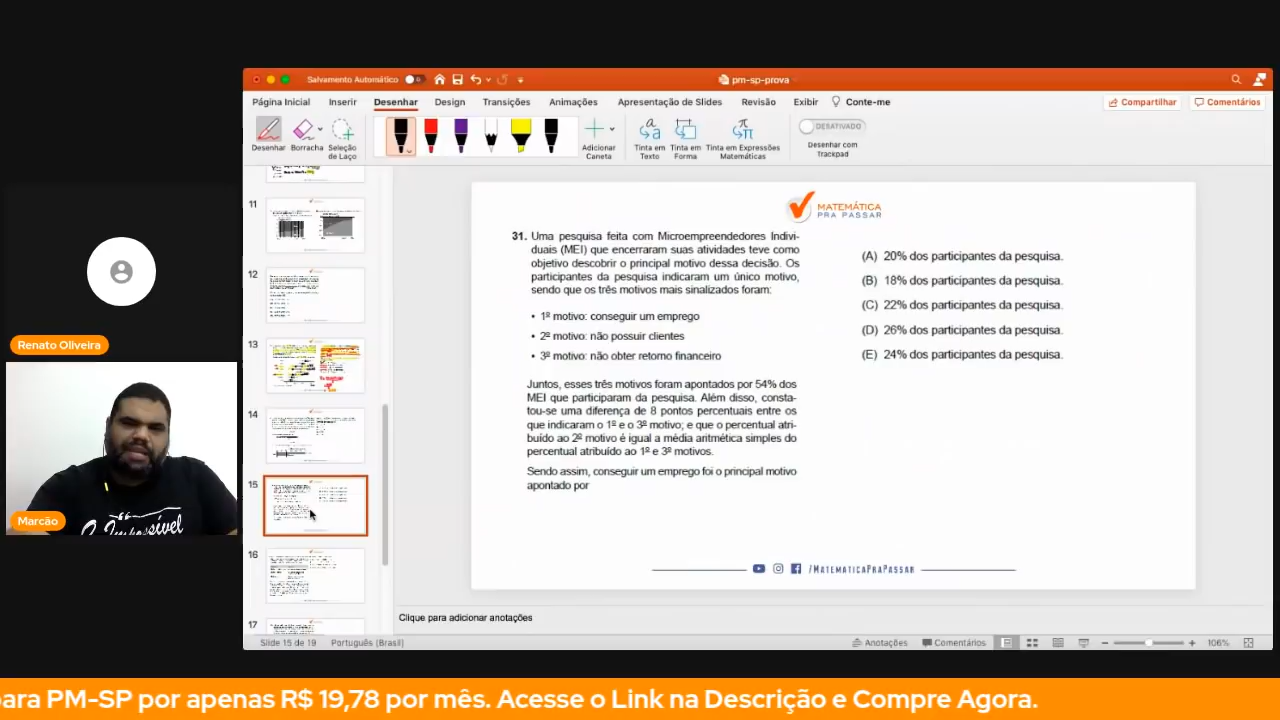 Salvamento Automático
pm-sp-prova
Página Inicial Inserir Desenhar Design Transições Animações Apresentação de Slides Revisão Exibir Conte-me Compartilhar Comentários
DESATIVADO
Desenhar Borracha Seleção de Laço Adicionar Caneta Tinta em Texto Tinta em Forma Tinta em Expressões Matemáticas Desenhar com Trackpad
11
12
13
14
15
16
17
MATEMÁTICA
PRA PASSAR
31. Uma pesquisa feita com Microempreendedores Indivi-
duais (MEI) que encerraram suas atividades teve como
objetivo descobrir o principal motivo dessa decisão. Os
participantes da pesquisa indicaram um único motivo,
sendo que os três motivos mais sinalizados foram:
• 1º motivo: conseguir um emprego
• 2º motivo: não possuir clientes
• 3º motivo: não obter retorno financeiro
Juntos, esses três motivos foram apontados por 54% dos
MEI que participaram da pesquisa. Além disso, consta-
tou-se uma diferença de 8 pontos percentuais entre os
que indicaram o 1º e o 3º motivo; e que o percentual atri-
buído ao 2º motivo é igual a média aritmética simples do
percentual atribuído ao 1º e 3º motivos.
Sendo assim, conseguir um emprego foi o principal motivo
apontado por
(A) 20% dos participantes da pesquisa.
(B) 18% dos participantes da pesquisa.
(C) 22% dos participantes da pesquisa.
(D) 26% dos participantes da pesquisa.
(E) 24% dos participantes da pesquisa.
/MATEMATICAPRAPASSAR
Renato Oliveira
Marcão
O Impossível
Clique para adicionar anotações
Slide 15 de 19 Português (Brasil) Anotações Comentários 106%
para PM-SP por apenas R$ 19,78 por mês. Acesse o Link na Descrição e Compre Agora.